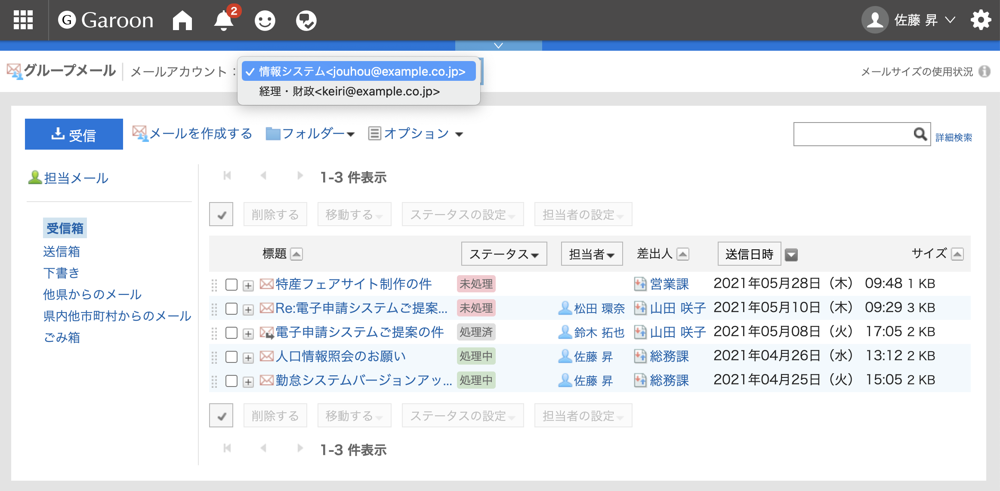 G Garoon 2 佐藤 昇
グループメール メールアカウント： 情報システム<jouhou@example.co.jp> メールサイズの使用状況
経理・財政<keiri@example.co.jp>
受信 メールを作成する フォルダー オプション 詳細検索
担当メール
受信箱
送信箱
下書き
他県からのメール
県内他市町村からのメール
ごみ箱
1-3 件表示
削除する 移動する ステータスの設定 担当者の設定
標題 ステータス 担当者 差出人 送信日時 サイズ
特産フェアサイト制作の件 未処理 営業課 2021年05月28日（木） 09:48 1 KB
Re:電子申請システムご提案... 未処理 松田 環奈 山田 咲子 2021年05月10日（木） 09:29 3 KB
電子申請システムご提案の件 処理済 鈴木 拓也 山田 咲子 2021年05月08日（火） 17:05 2 KB
人口情報照会のお願い 処理中 佐藤 昇 総務課 2021年04月26日（水） 13:12 2 KB
勤怠システムバージョンアッ... 処理中 佐藤 昇 総務課 2021年04月25日（火） 15:05 2 KB
削除する 移動する ステータスの設定 担当者の設定
1-3 件表示